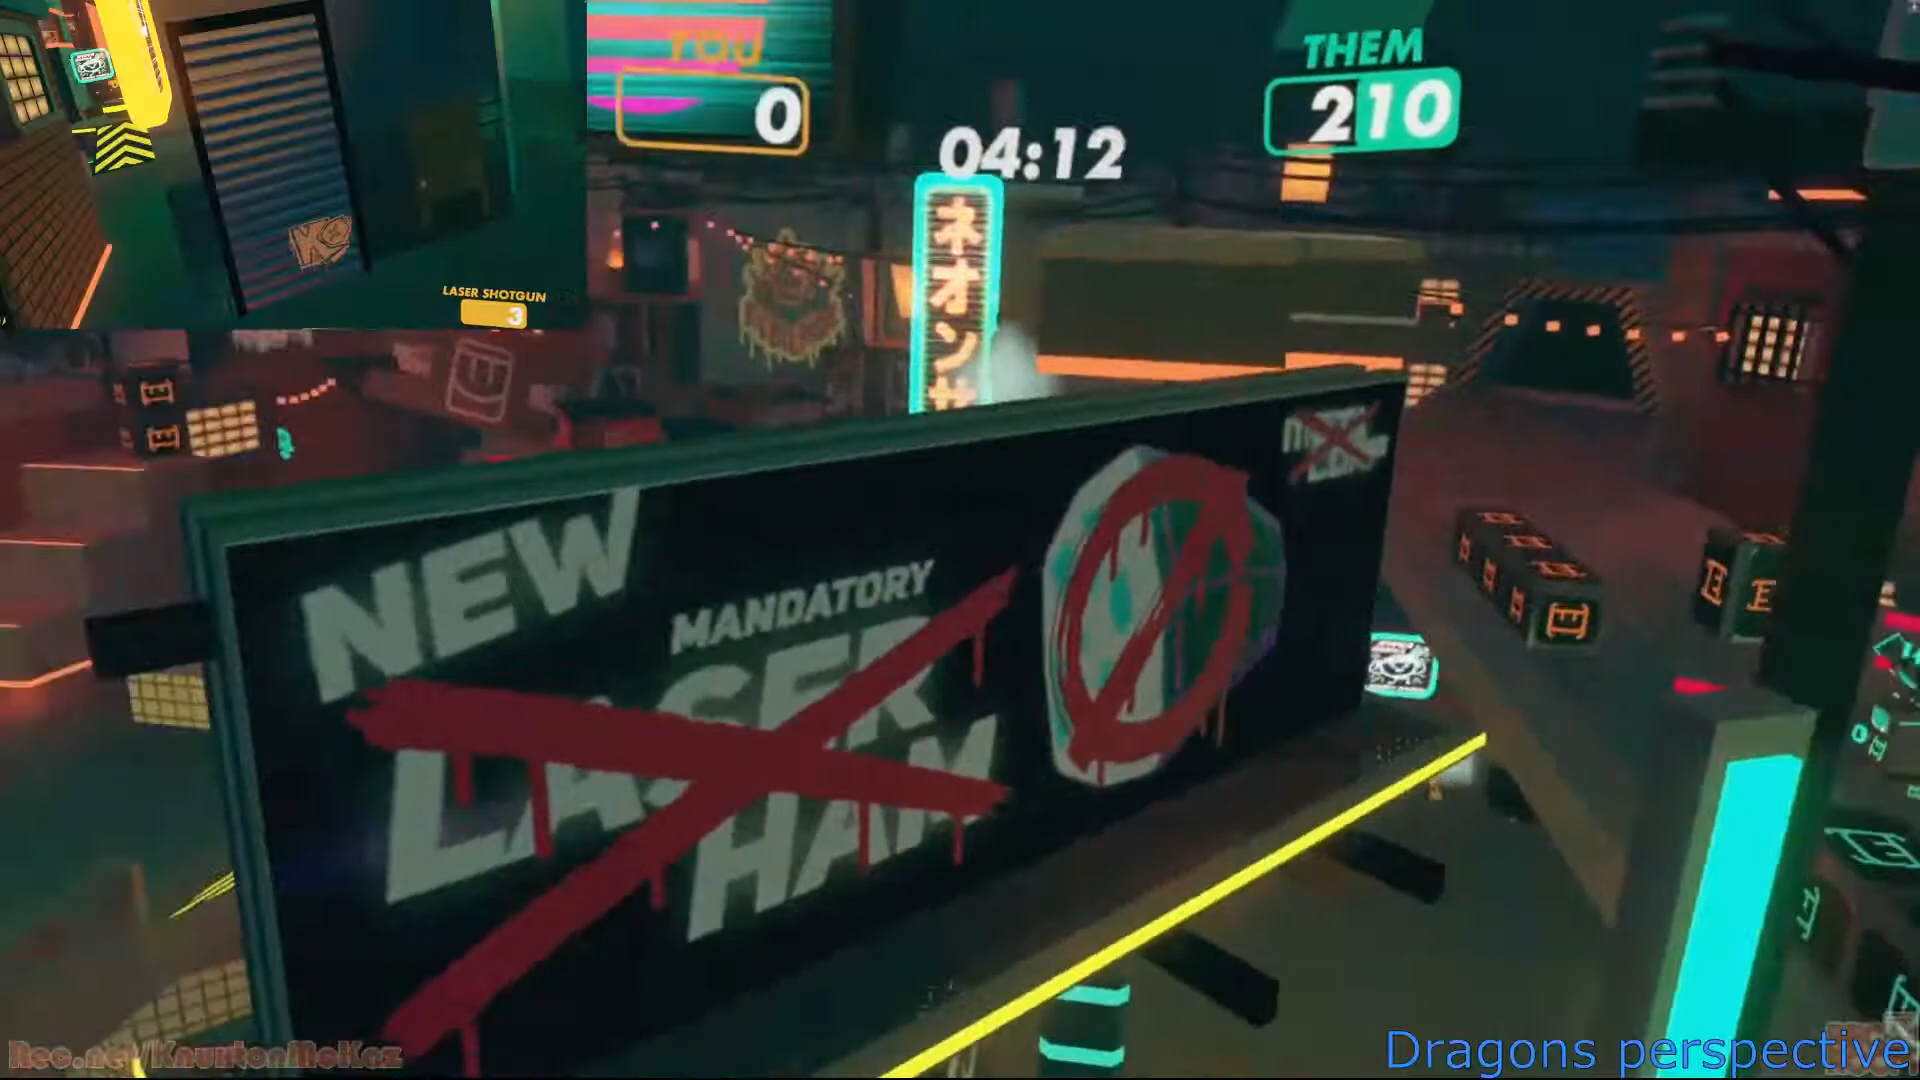 YOU
0
04:12
THEM
210
LASER SHOTGUN
3
ネオンサ
NEW
MANDATORY
LASER
HAM
Dragons perspective